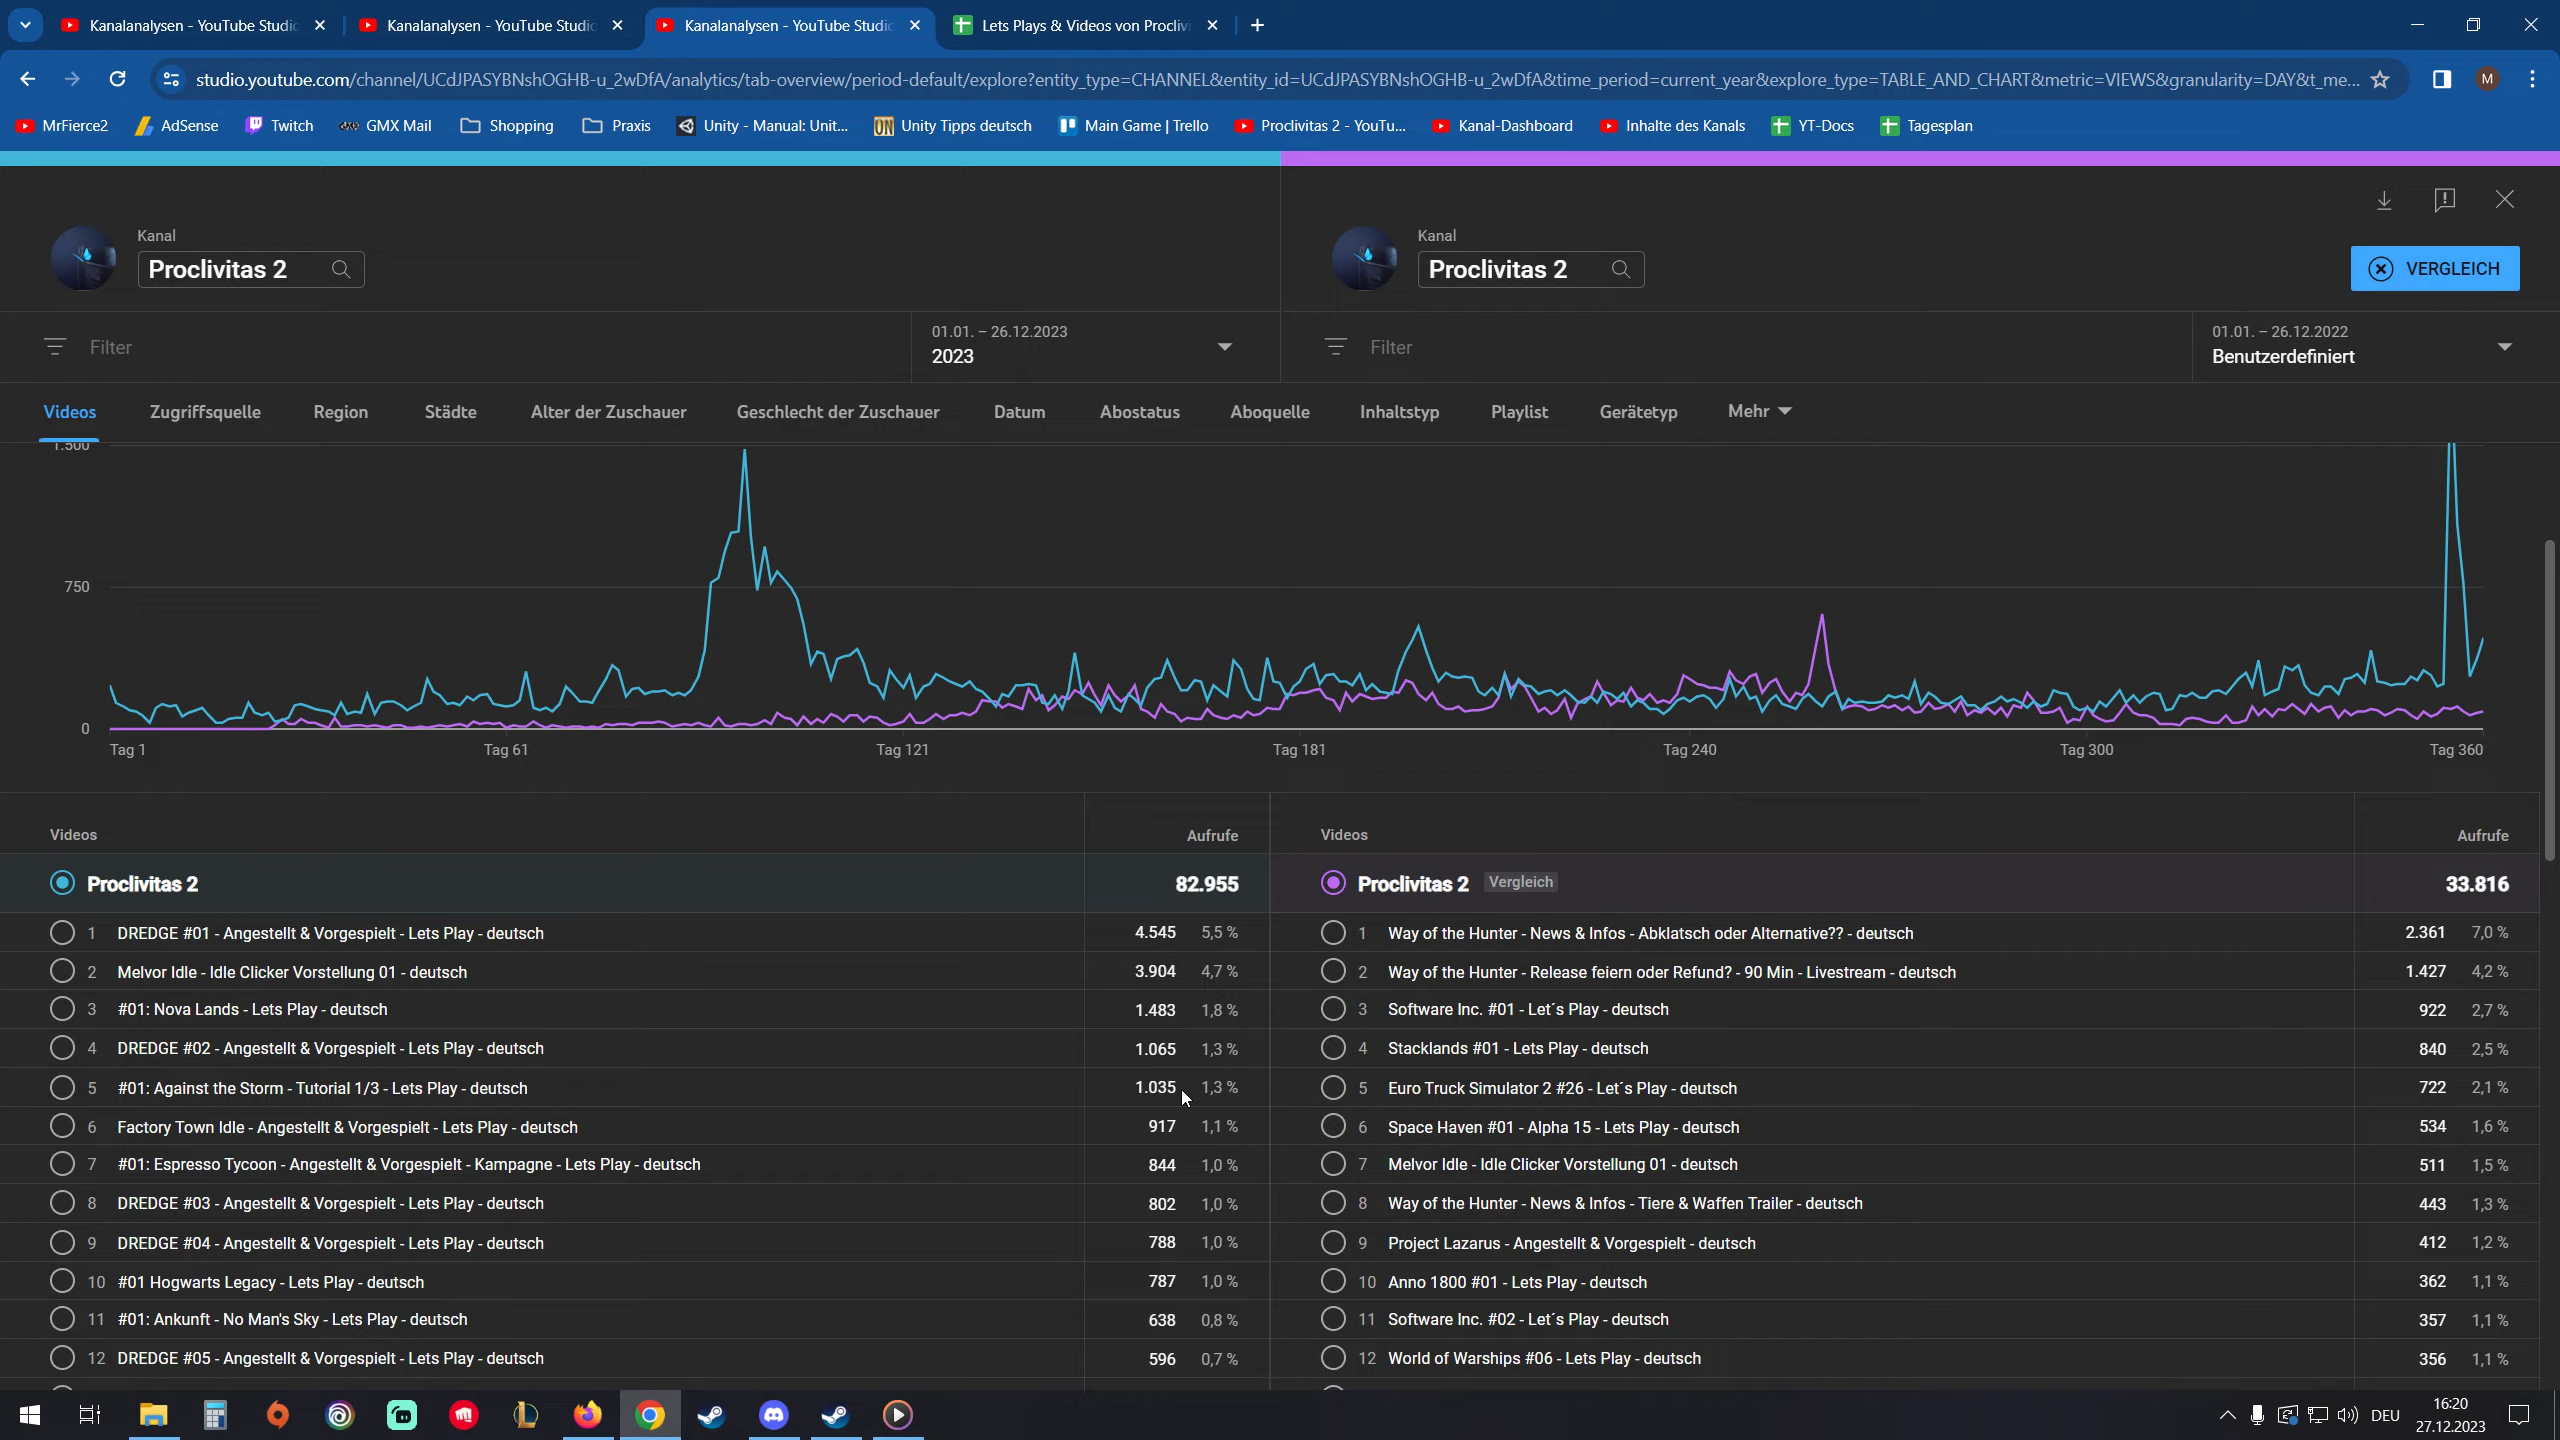 Kanalanalysen - YouTube Studio
Kanalanalysen - YouTube Studio
Kanalanalysen - YouTube Studio
Lets Plays & Videos von Procliv
studio.youtube.com/channel/UCdJPASYBNshOGHB-u_2wDfA/analytics/tab-overview/period-default/explore?entity_type=CHANNEL&entity_id=UCdJPASYBNshOGHB-u_2wDfA&time_period=current_year&explore_type=TABLE_AND_CHART&metric=VIEWS&granularity=DAY&t_me...
M
MrFierce2
AdSense
Twitch
GMX Mail
Shopping
Praxis
Unity - Manual: Unit...
Unity Tipps deutsch
Main Game | Trello
Proclivitas 2 - YouTu...
Kanal-Dashboard
Inhalte des Kanals
YT-Docs
Tagesplan
Kanal
Proclivitas 2
Kanal
Proclivitas 2
VERGLEICH
Filter
01.01. – 26.12.2023
2023
Filter
01.01. – 26.12.2022
Benutzerdefiniert
Videos
Zugriffsquelle
Region
Städte
Alter der Zuschauer
Geschlecht der Zuschauer
Datum
Abostatus
Aboquelle
Inhaltstyp
Playlist
Gerätetyp
Mehr
1.500
750
0
Tag 1
Tag 61
Tag 121
Tag 181
Tag 240
Tag 300
Tag 360
Videos Aufrufe
Proclivitas 2 82.955
1 DREDGE #01 - Angestellt & Vorgespielt - Lets Play - deutsch 4.545 5,5 %
2 Melvor Idle - Idle Clicker Vorstellung 01 - deutsch 3.904 4,7 %
3 #01: Nova Lands - Lets Play - deutsch 1.483 1,8 %
4 DREDGE #02 - Angestellt & Vorgespielt - Lets Play - deutsch 1.065 1,3 %
5 #01: Against the Storm - Tutorial 1/3 - Lets Play - deutsch 1.035 1,3 %
6 Factory Town Idle - Angestellt & Vorgespielt - Lets Play - deutsch 917 1,1 %
7 #01: Espresso Tycoon - Angestellt & Vorgespielt - Kampagne - Lets Play - deutsch 844 1,0 %
8 DREDGE #03 - Angestellt & Vorgespielt - Lets Play - deutsch 802 1,0 %
9 DREDGE #04 - Angestellt & Vorgespielt - Lets Play - deutsch 788 1,0 %
10 #01 Hogwarts Legacy - Lets Play - deutsch 787 1,0 %
11 #01: Ankunft - No Man's Sky - Lets Play - deutsch 638 0,8 %
12 DREDGE #05 - Angestellt & Vorgespielt - Lets Play - deutsch 596 0,7 %
Videos Aufrufe
Proclivitas 2 Vergleich 33.816
1 Way of the Hunter - News & Infos - Abklatsch oder Alternative?? - deutsch 2.361 7,0 %
2 Way of the Hunter - Release feiern oder Refund? - 90 Min - Livestream - deutsch 1.427 4,2 %
3 Software Inc. #01 - Let´s Play - deutsch 922 2,7 %
4 Stacklands #01 - Lets Play - deutsch 840 2,5 %
5 Euro Truck Simulator 2 #26 - Let´s Play - deutsch 722 2,1 %
6 Space Haven #01 - Alpha 15 - Lets Play - deutsch 534 1,6 %
7 Melvor Idle - Idle Clicker Vorstellung 01 - deutsch 511 1,5 %
8 Way of the Hunter - News & Infos - Tiere & Waffen Trailer - deutsch 443 1,3 %
9 Project Lazarus - Angestellt & Vorgespielt - deutsch 412 1,2 %
10 Anno 1800 #01 - Lets Play - deutsch 362 1,1 %
11 Software Inc. #02 - Let´s Play - deutsch 357 1,1 %
12 World of Warships #06 - Lets Play - deutsch 356 1,1 %
DEU
16:20
27.12.2023